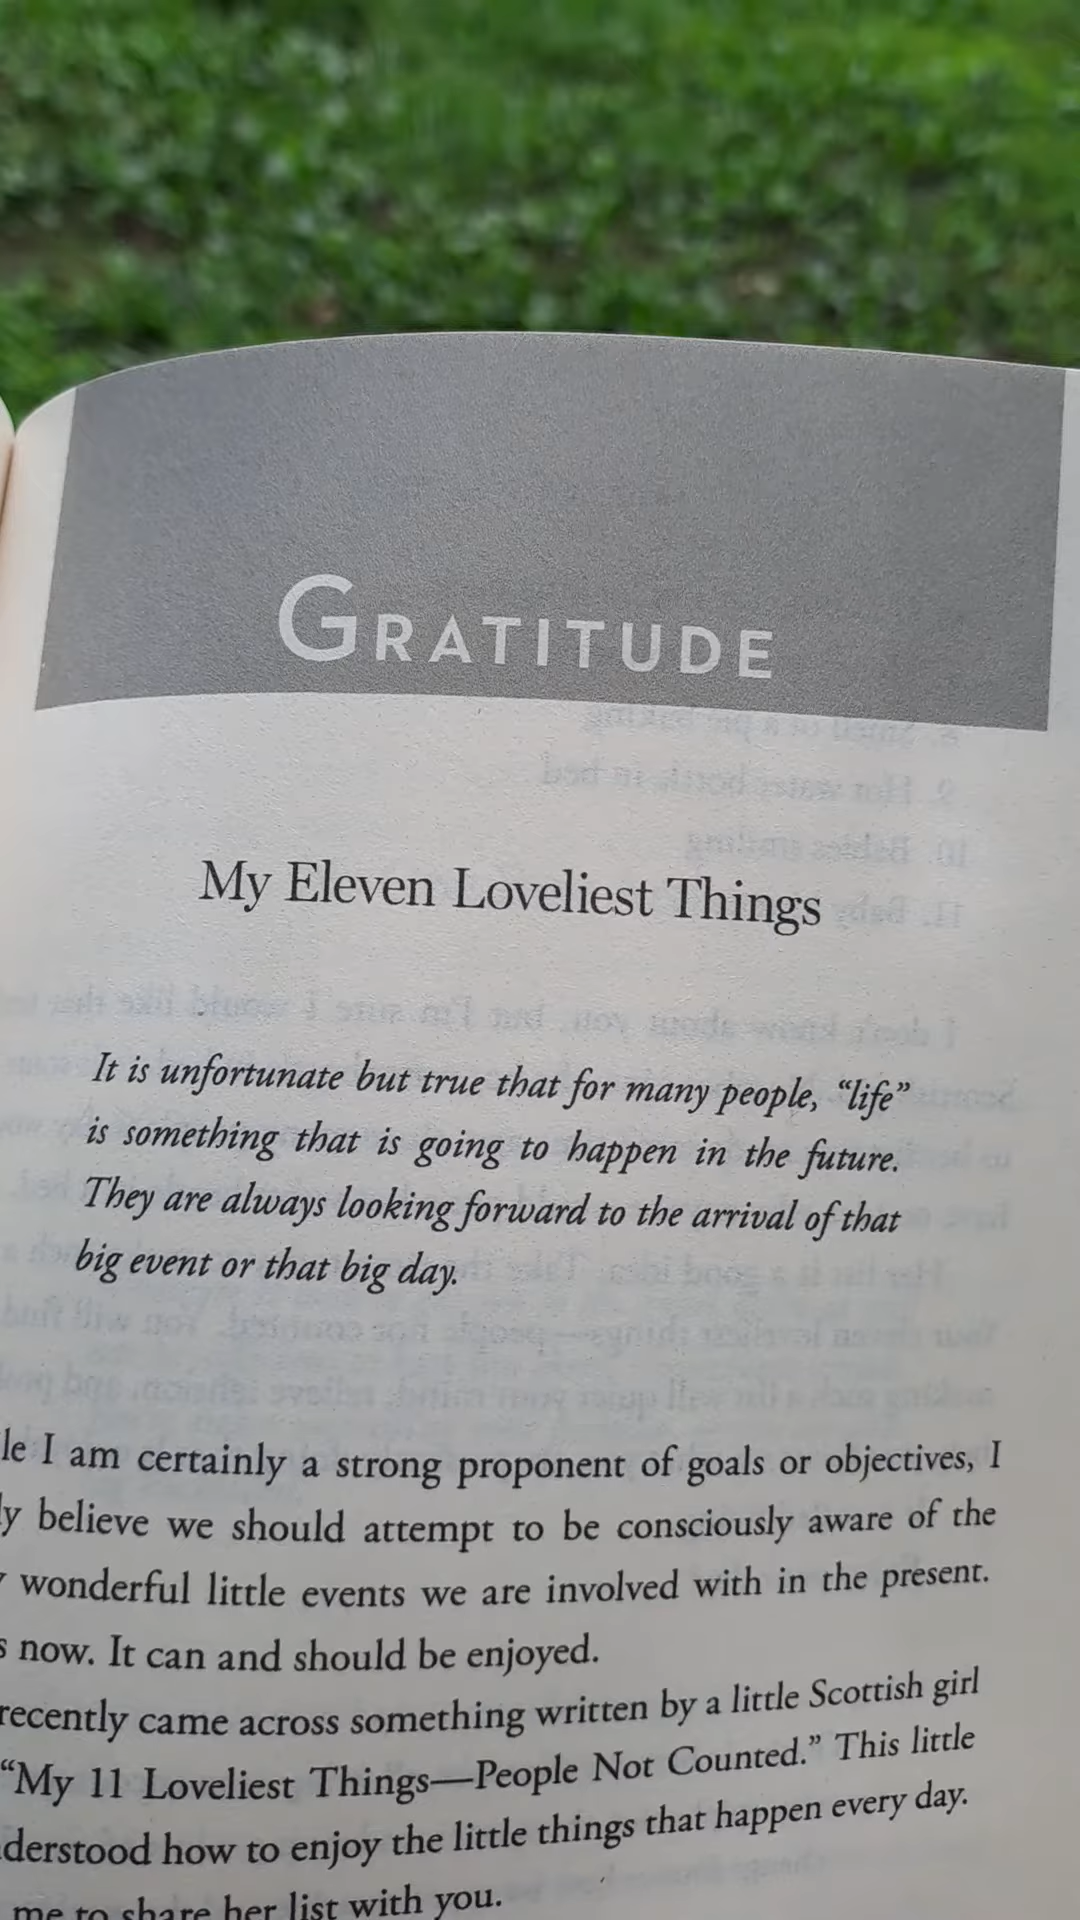 GRATITUDE
My Eleven Loveliest Things
It is unfortunate but true that for many people, “life”
is something that is going to happen in the future.
They are always looking forward to the arrival of that
big event or that big day.
le I am certainly a strong proponent of goals or objectives, I
y believe we should attempt to be consciously aware of the
wonderful little events we are involved with in the present.
s now. It can and should be enjoyed.
recently came across something written by a little Scottish girl
“My 11 Loveliest Things—People Not Counted.” This little
derstood how to enjoy the little things that happen every day.
me to share her list with you.